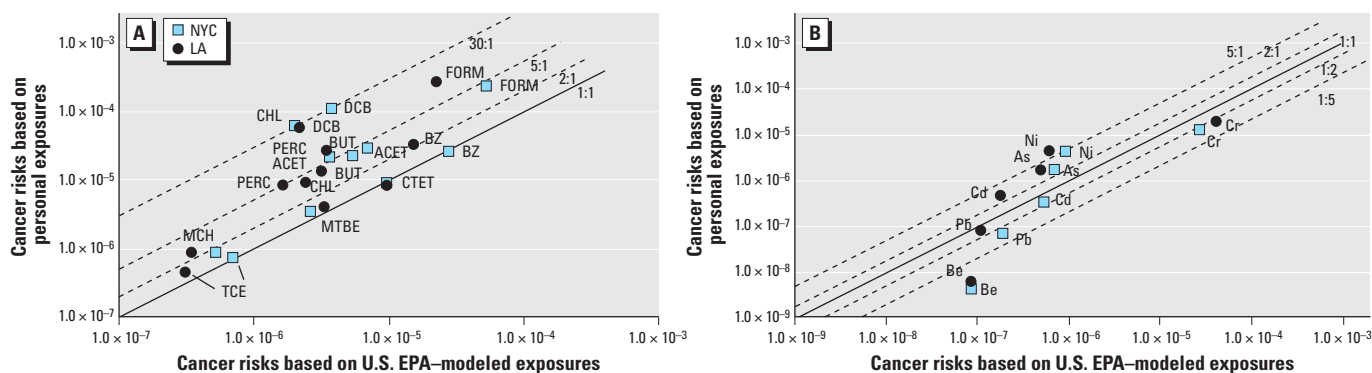 A
NYC
LA
Cancer risks based on
personal exposures
1.0 × 10⁻³
1.0 × 10⁻⁴
1.0 × 10⁻⁵
1.0 × 10⁻⁶
1.0 × 10⁻⁷
30:1
5:1
2:1
1:1
FORM
FORM
DCB
CHL
DCB
PERC
BUT
ACET
ACET
BZ
BZ
BUT
PERC
CHL
CTET
MTBE
MCH
TCE
1.0 × 10⁻⁷
1.0 × 10⁻⁶
1.0 × 10⁻⁵
1.0 × 10⁻⁴
1.0 × 10⁻³
Cancer risks based on U.S. EPA–modeled exposures
B
Cancer risks based on
personal exposures
1.0 × 10⁻³
1.0 × 10⁻⁴
1.0 × 10⁻⁵
1.0 × 10⁻⁶
1.0 × 10⁻⁷
1.0 × 10⁻⁸
1.0 × 10⁻⁹
5:1
2:1
1:1
1:2
1:5
Cr
Cr
Ni
Ni
As
As
Cd
Cd
Pb
Pb
Be
Be
1.0 × 10⁻⁹
1.0 × 10⁻⁸
1.0 × 10⁻⁷
1.0 × 10⁻⁶
1.0 × 10⁻⁵
1.0 × 10⁻⁴
1.0 × 10⁻³
Cancer risks based on U.S. EPA–modeled exposures